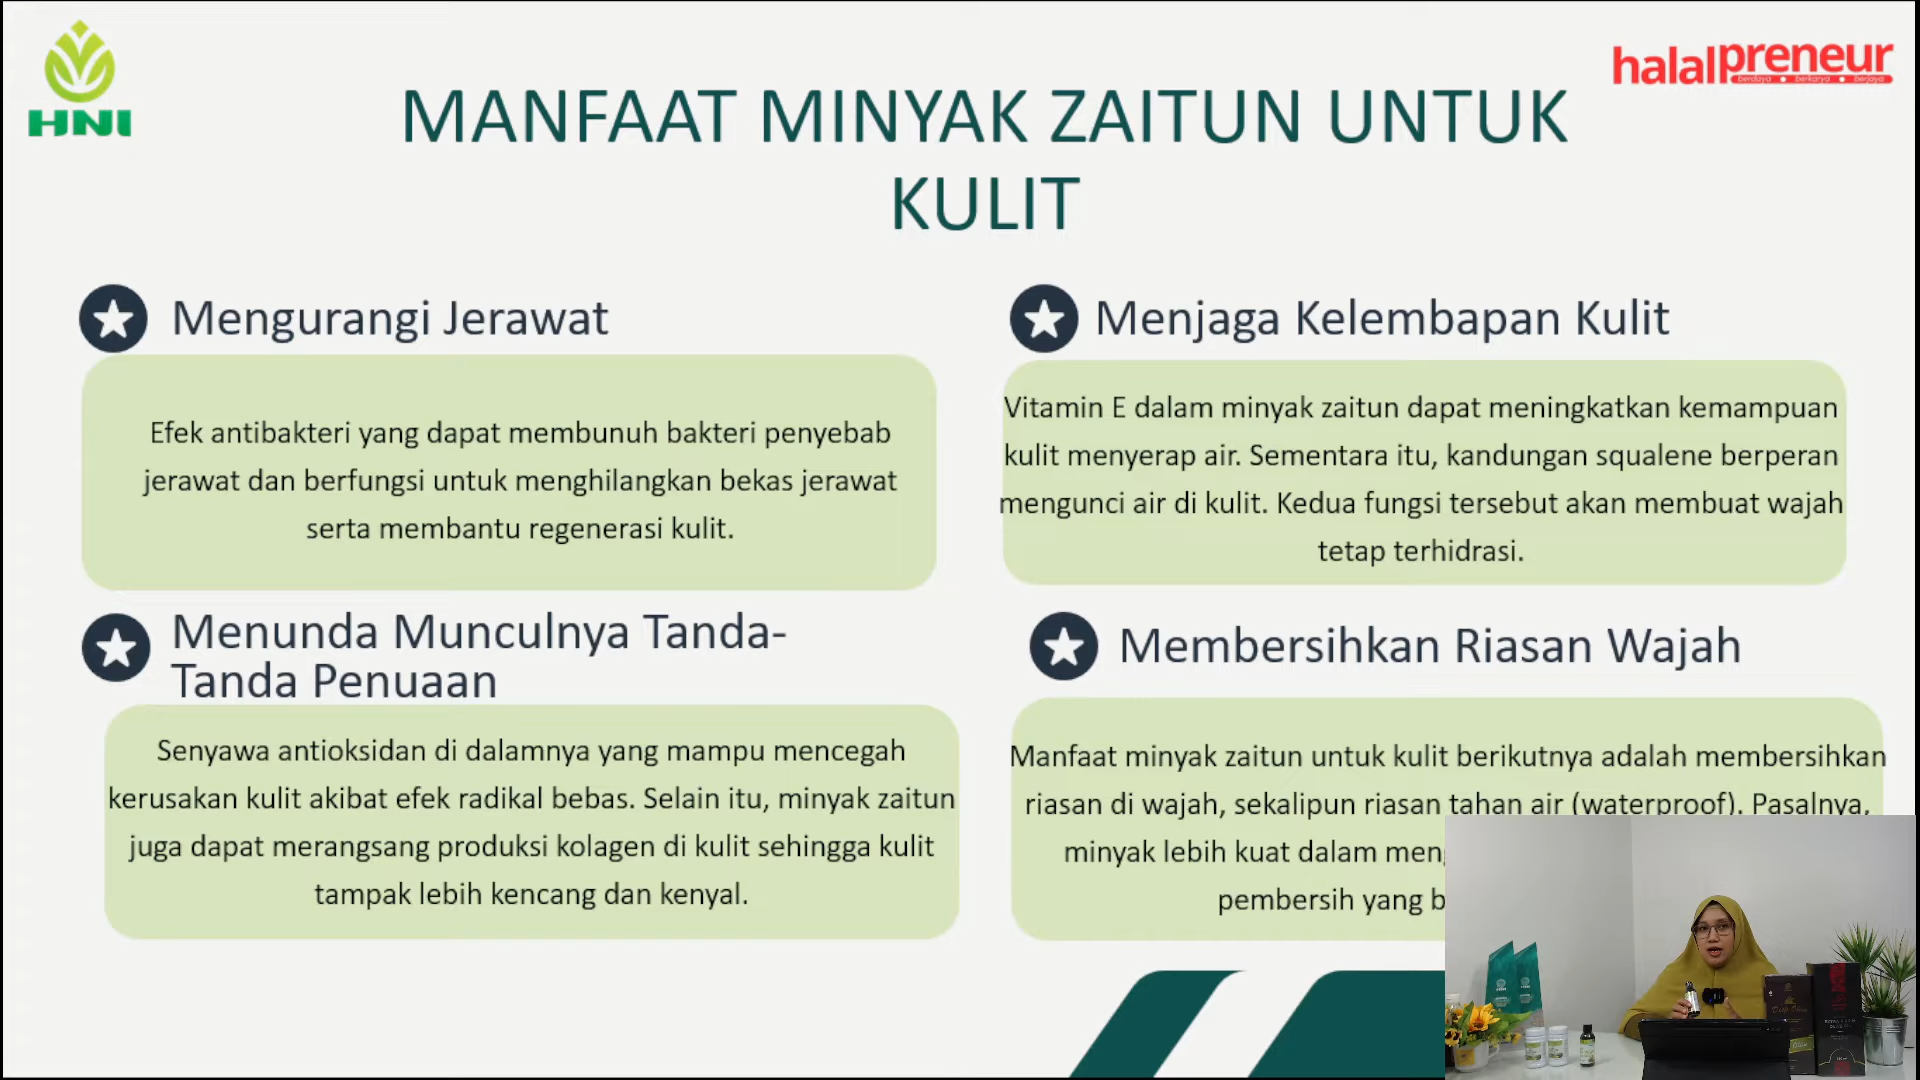 HNI
halalpreneur
berdaya • berkarya • berjaya
MANFAAT MINYAK ZAITUN UNTUK
KULIT
Mengurangi Jerawat
Efek antibakteri yang dapat membunuh bakteri penyebab
jerawat dan berfungsi untuk menghilangkan bekas jerawat
serta membantu regenerasi kulit.
Menjaga Kelembapan Kulit
Vitamin E dalam minyak zaitun dapat meningkatkan kemampuan
kulit menyerap air. Sementara itu, kandungan squalene berperan
mengunci air di kulit. Kedua fungsi tersebut akan membuat wajah
tetap terhidrasi.
Menunda Munculnya Tanda-
Tanda Penuaan
Senyawa antioksidan di dalamnya yang mampu mencegah
kerusakan kulit akibat efek radikal bebas. Selain itu, minyak zaitun
juga dapat merangsang produksi kolagen di kulit sehingga kulit
tampak lebih kencang dan kenyal.
Membersihkan Riasan Wajah
Manfaat minyak zaitun untuk kulit berikutnya adalah membersihkan
riasan di wajah, sekalipun riasan tahan air (waterproof). Pasalnya,
minyak lebih kuat dalam
pembersih yang